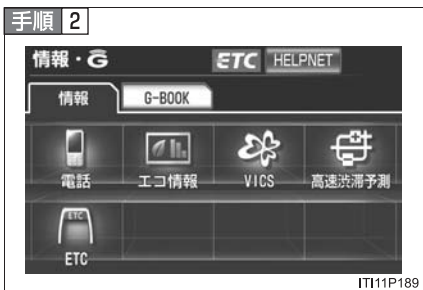 手順 2
情報・G ETC HELPNET
情報 G-BOOK
電話 エコ情報 VICS 高速渋滞予測
ETC
ETC
ITI11P189